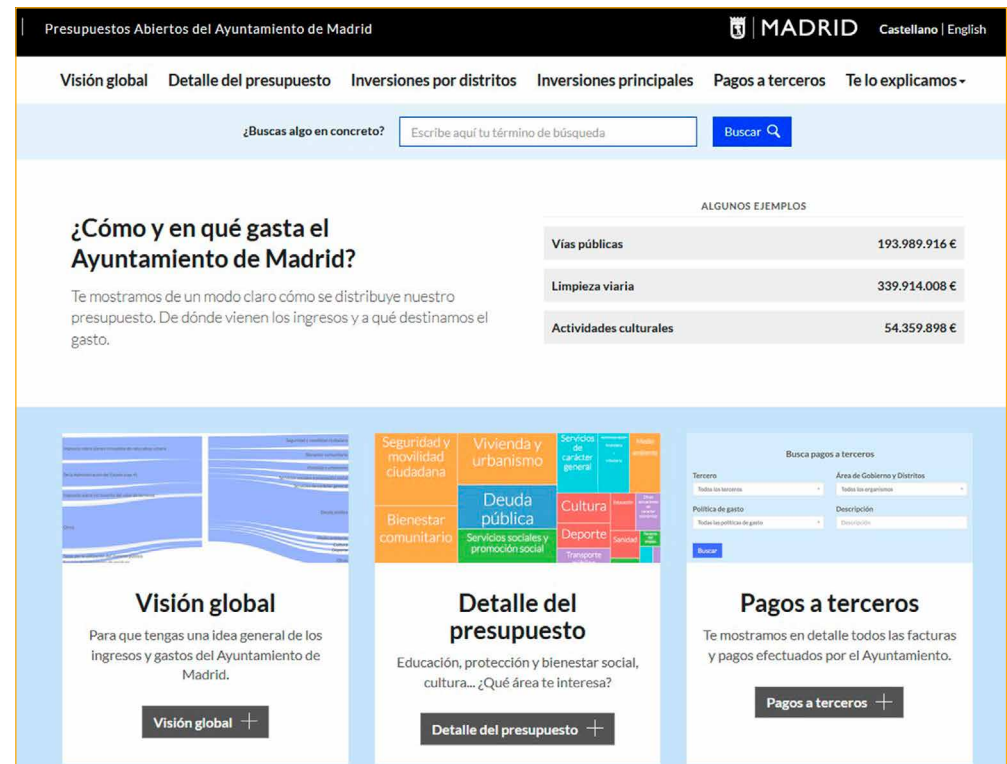 Presupuestos Abiertos del Ayuntamiento de Madrid
MADRID
Castellano | English
Visión global
Detalle del presupuesto
Inversiones por distritos
Inversiones principales
Pagos a terceros
Te lo explicamos
¿Buscas algo en concreto?
Escribe aquí tu término de búsqueda
Buscar
¿Cómo y en qué gasta el
Ayuntamiento de Madrid?
Te mostramos de un modo claro cómo se distribuye nuestro
presupuesto. De dónde vienen los ingresos y a qué destinamos el
gasto.
ALGUNOS EJEMPLOS
Vías públicas 193.989.916 €
Limpieza viaria 339.914.008 €
Actividades culturales 54.359.898 €
Visión global
Para que tengas una idea general de los
ingresos y gastos del Ayuntamiento de
Madrid.
Visión global
Seguridad y
movilidad
ciudadana
Vivienda y
urbanismo
Servicios
de
carácter
general
Medio
ambiente
Bienestar
comunitario
Deuda
pública
Servicios sociales y
promoción social
Cultura
Deporte
Sanidad
Transporte
Detalle del
presupuesto
Educación, protección y bienestar social,
cultura... ¿Qué área te interesa?
Detalle del presupuesto
Busca pagos a terceros
Tercero
Todos los terceros
Área de Gobierno y Distritos
Todos los organismos
Política de gasto
Todas las políticas de gasto
Descripción
Descripción
Buscar
Pagos a terceros
Te mostramos en detalle todos las facturas
y pagos efectuados por el Ayuntamiento.
Pagos a terceros